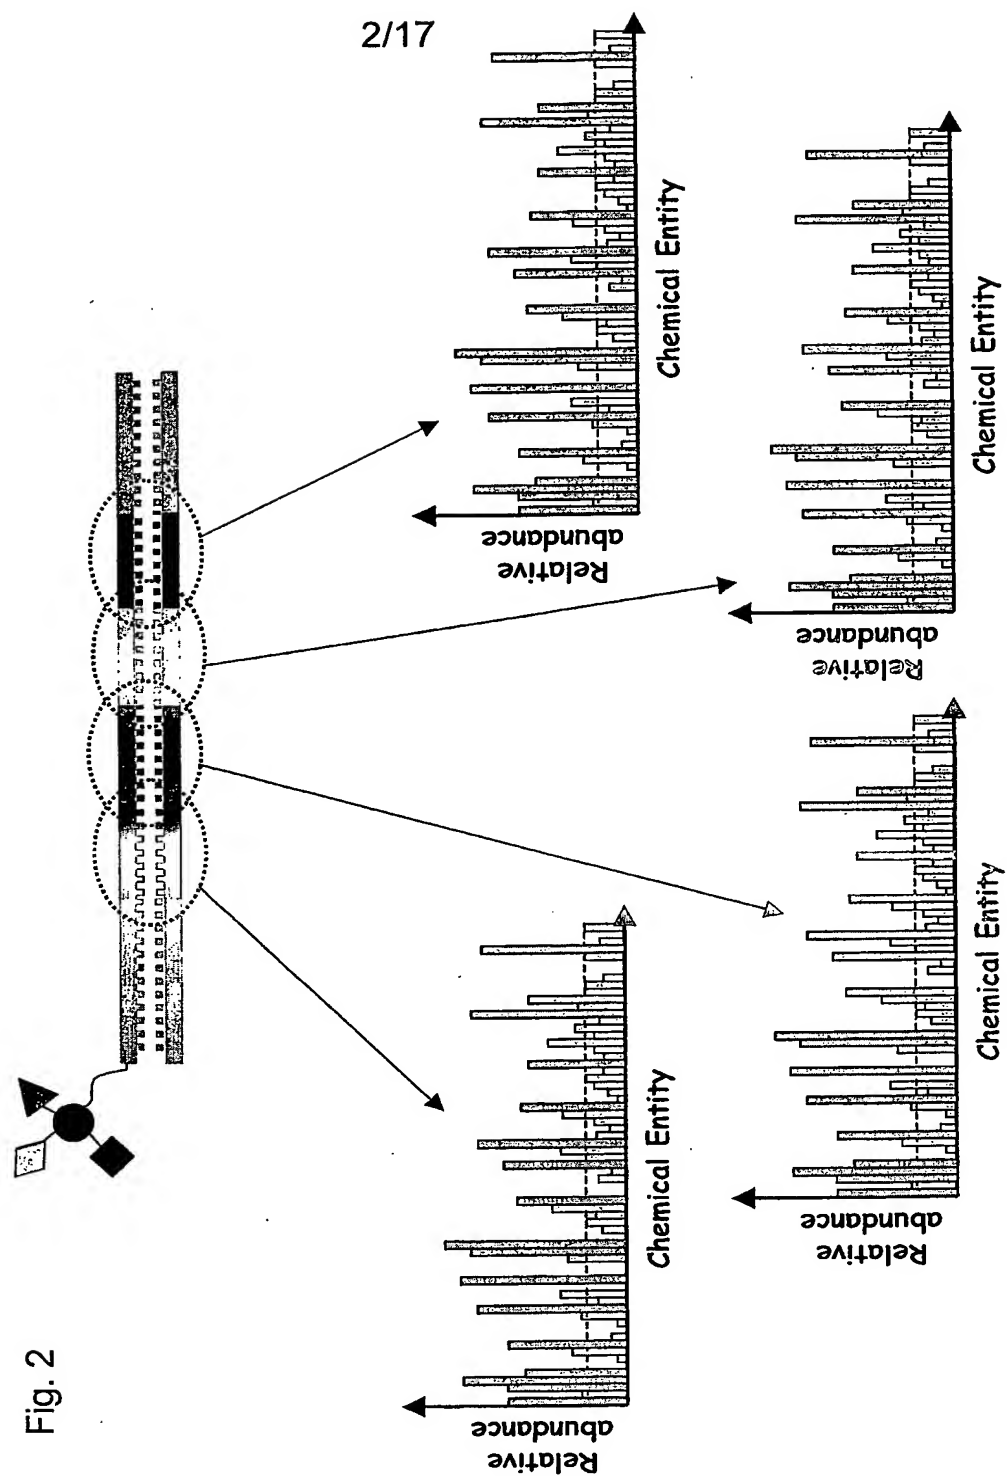 2/17
Fig. 2
Relative
abundance
Chemical Entity
Relative
abundance
Chemical Entity
Relative
abundance
Chemical Entity
Relative
abundance
Chemical Entity